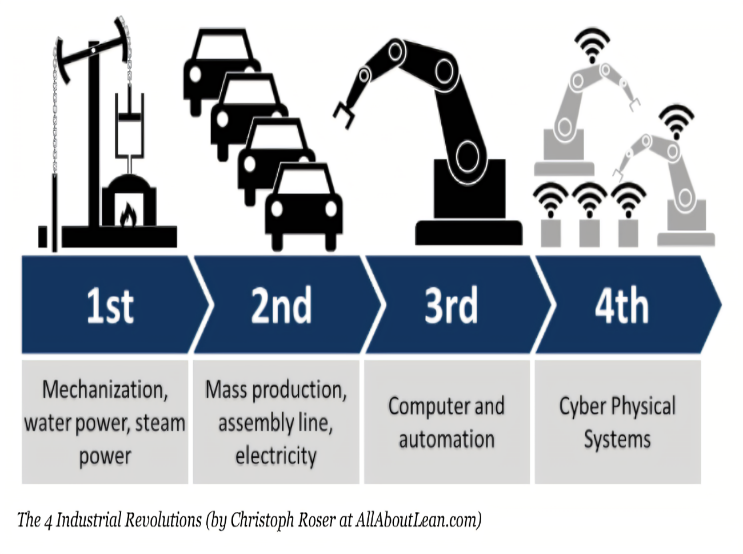 1st
2nd
3rd
4th
Mechanization,
water power, steam
power
Mass production,
assembly line,
electricity
Computer and
automation
Cyber Physical
Systems
The 4 Industrial Revolutions (by Christoph Roser at AllAboutLean.com)